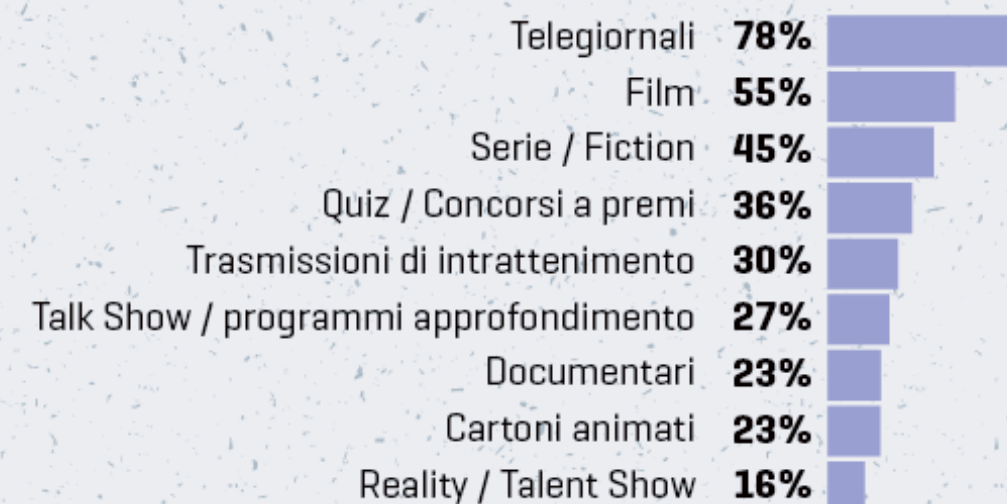 Telegiornali 78%
Film 55%
Serie / Fiction 45%
Quiz / Concorsi a premi 36%
Trasmissioni di intrattenimento 30%
Talk Show / programmi approfondimento 27%
Documentari 23%
Cartoni animati 23%
Reality / Talent Show 16%